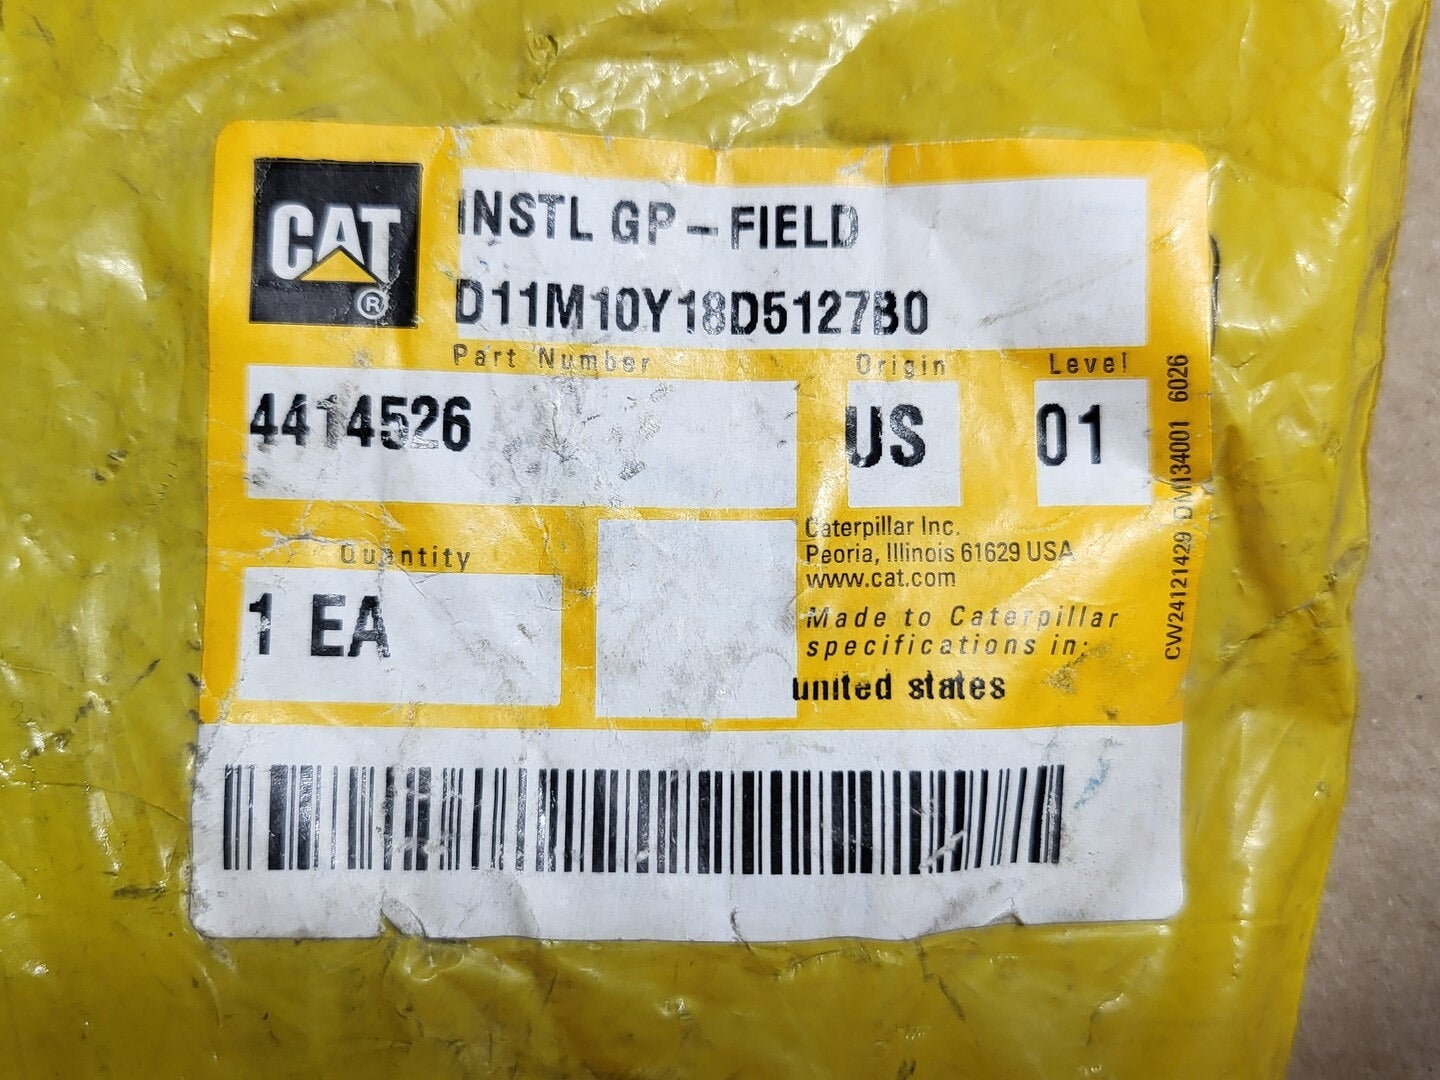 CAT®
INSTL GP-FIELD
D11M10Y18D5127B0
Part Number
Origin
Level
4414526
US
01
Quantity
1 EA
Caterpillar Inc.
Peoria, Illinois 61629 USA
www.cat.com
Made to Caterpillar
specifications in:
united states
CW24121429 DM134001 6026